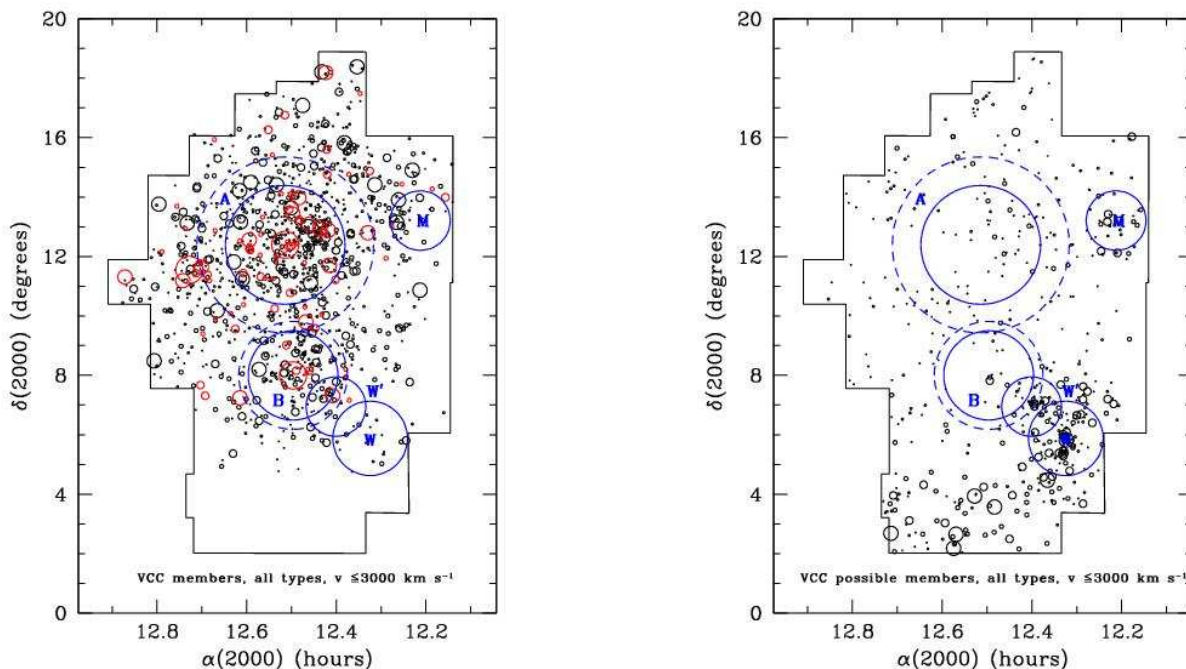 20
16
12
8
4
0
δ(2000) (degrees)
A
M
B
W'
W
VCC members, all types, v ≦3000 km s⁻¹
12.8
12.6
12.4
12.2
α(2000) (hours)
20
16
12
8
4
0
δ(2000) (degrees)
A
M
B
W'
W
VCC possible members, all types, v ≦3000 km s⁻¹
12.8
12.6
12.4
12.2
α(2000) (hours)